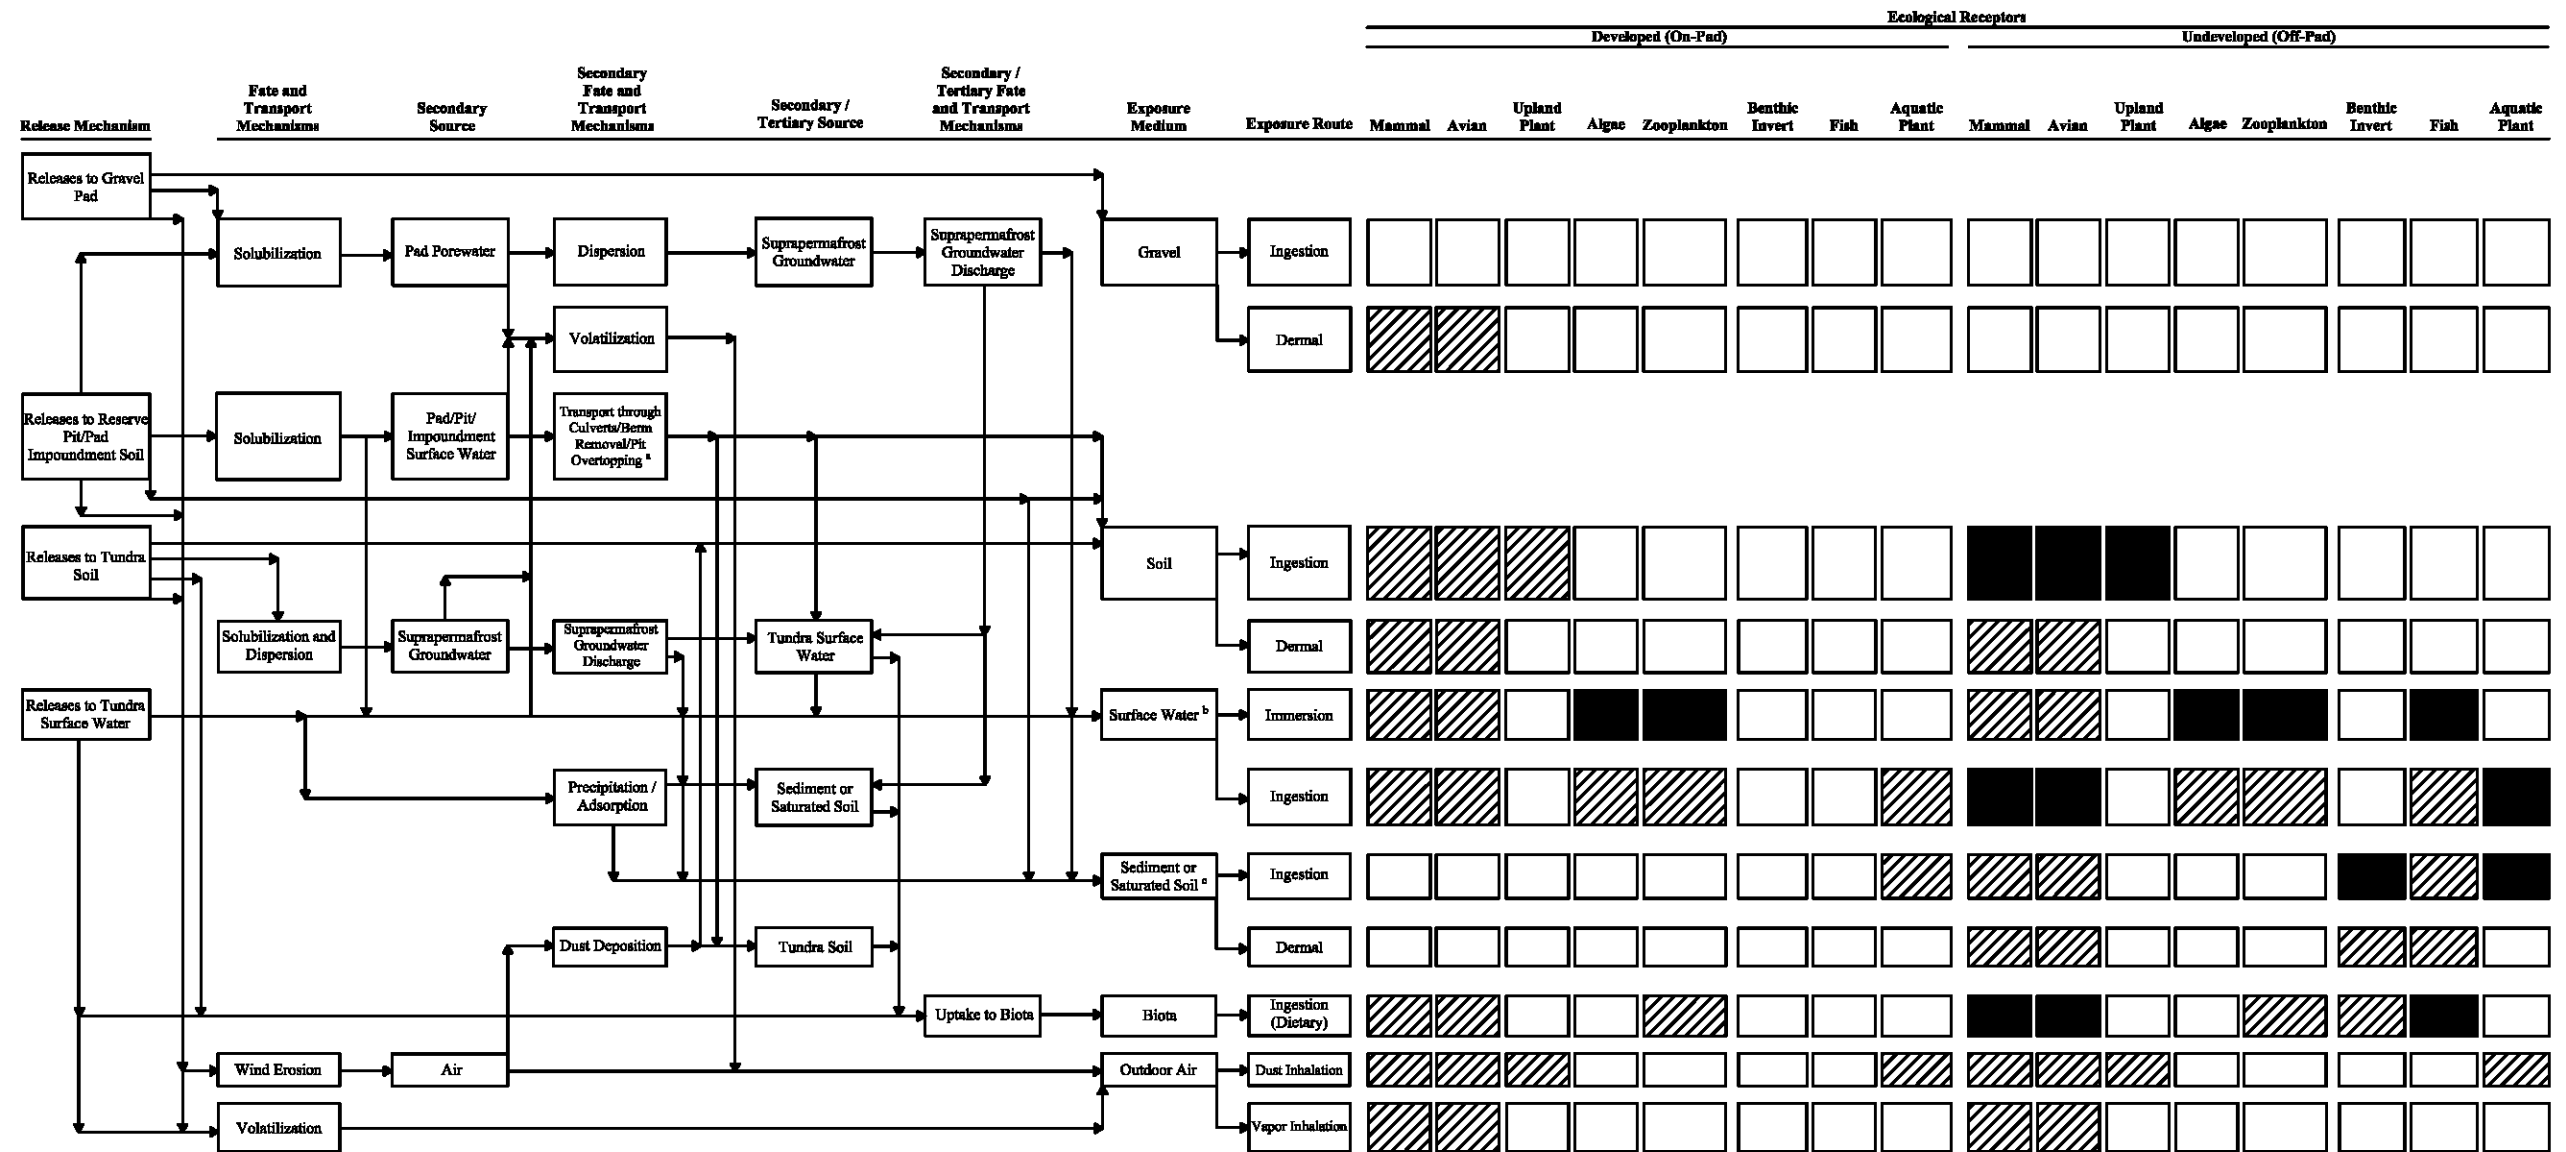 Ecological Receptors
Developed (On-Pad)
Undeveloped (Off-Pad)
Release Mechanism
Fate and
Transport
Mechanisms
Secondary
Source
Secondary
Fate and
Transport
Mechanisms
Secondary /
Tertiary Source
Secondary /
Tertiary Fate
and Transport
Mechanisms
Exposure
Medium
Exposure Route
Mammal
Avian
Upland
Plant
Algae
Zooplankton
Benthic
Invert
Fish
Aquatic
Plant
Mammal
Avian
Upland
Plant
Algae
Zooplankton
Benthic
Invert
Fish
Aquatic
Plant
Releases to Gravel
Pad
Solubilization
Pad Porewater
Dispersion
Suprapermafrost
Groundwater
Suprapermafrost
Groundwater
Discharge
Gravel
Ingestion
Volatilization
Dermal
Releases to Reserve
Pit/Pad
Impoundment Soil
Solubilization
Pad/Pit/
Impoundment
Surface Water
Transport through
Culverts/Berm
Removal/Pit
Overtopping a
Releases to Tundra
Soil
Soil
Ingestion
Solubilization and
Dispersion
Suprapermafrost
Groundwater
Suprapermafrost
Groundwater
Discharge
Tundra Surface
Water
Dermal
Releases to Tundra
Surface Water
Surface Water b
Immersion
Precipitation /
Adsorption
Sediment or
Saturated Soil
Ingestion
Sediment or
Saturated Soil c
Ingestion
Dust Deposition
Tundra Soil
Dermal
Uptake to Biota
Biota
Ingestion
(Dietary)
Wind Erosion
Air
Outdoor Air
Dust Inhalation
Volatilization
Vapor Inhalation